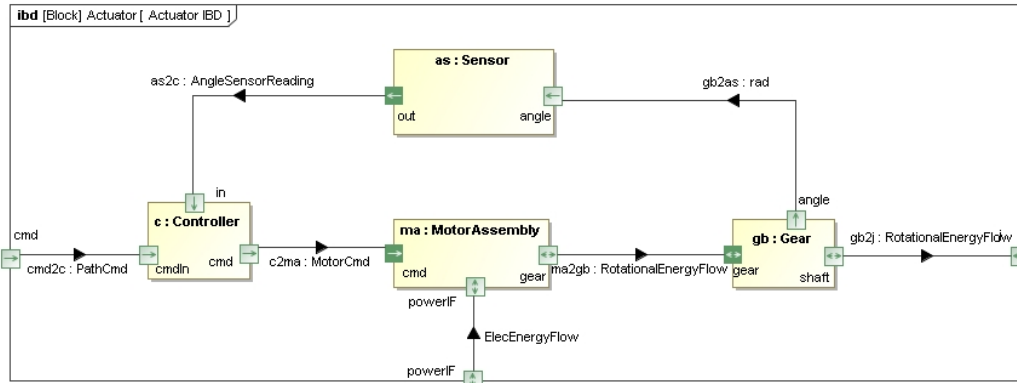 ibd [Block] Actuator [ Actuator IBD ]
as : Sensor
as2c : AngleSensorReading
gb2as : rad
out
angle
in
angle
c : Controller
ma : MotorAssembly
gb : Gear
cmd
gb2j : RotationalEnergyFlow
cmd
cmd2c : PathCmd
cmdIn
c2ma : MotorCmd
cmd
gear
ma2gb : RotationalEnergyFlow
gear
shaft
powerIF
ElecEnergyFlow
powerIF